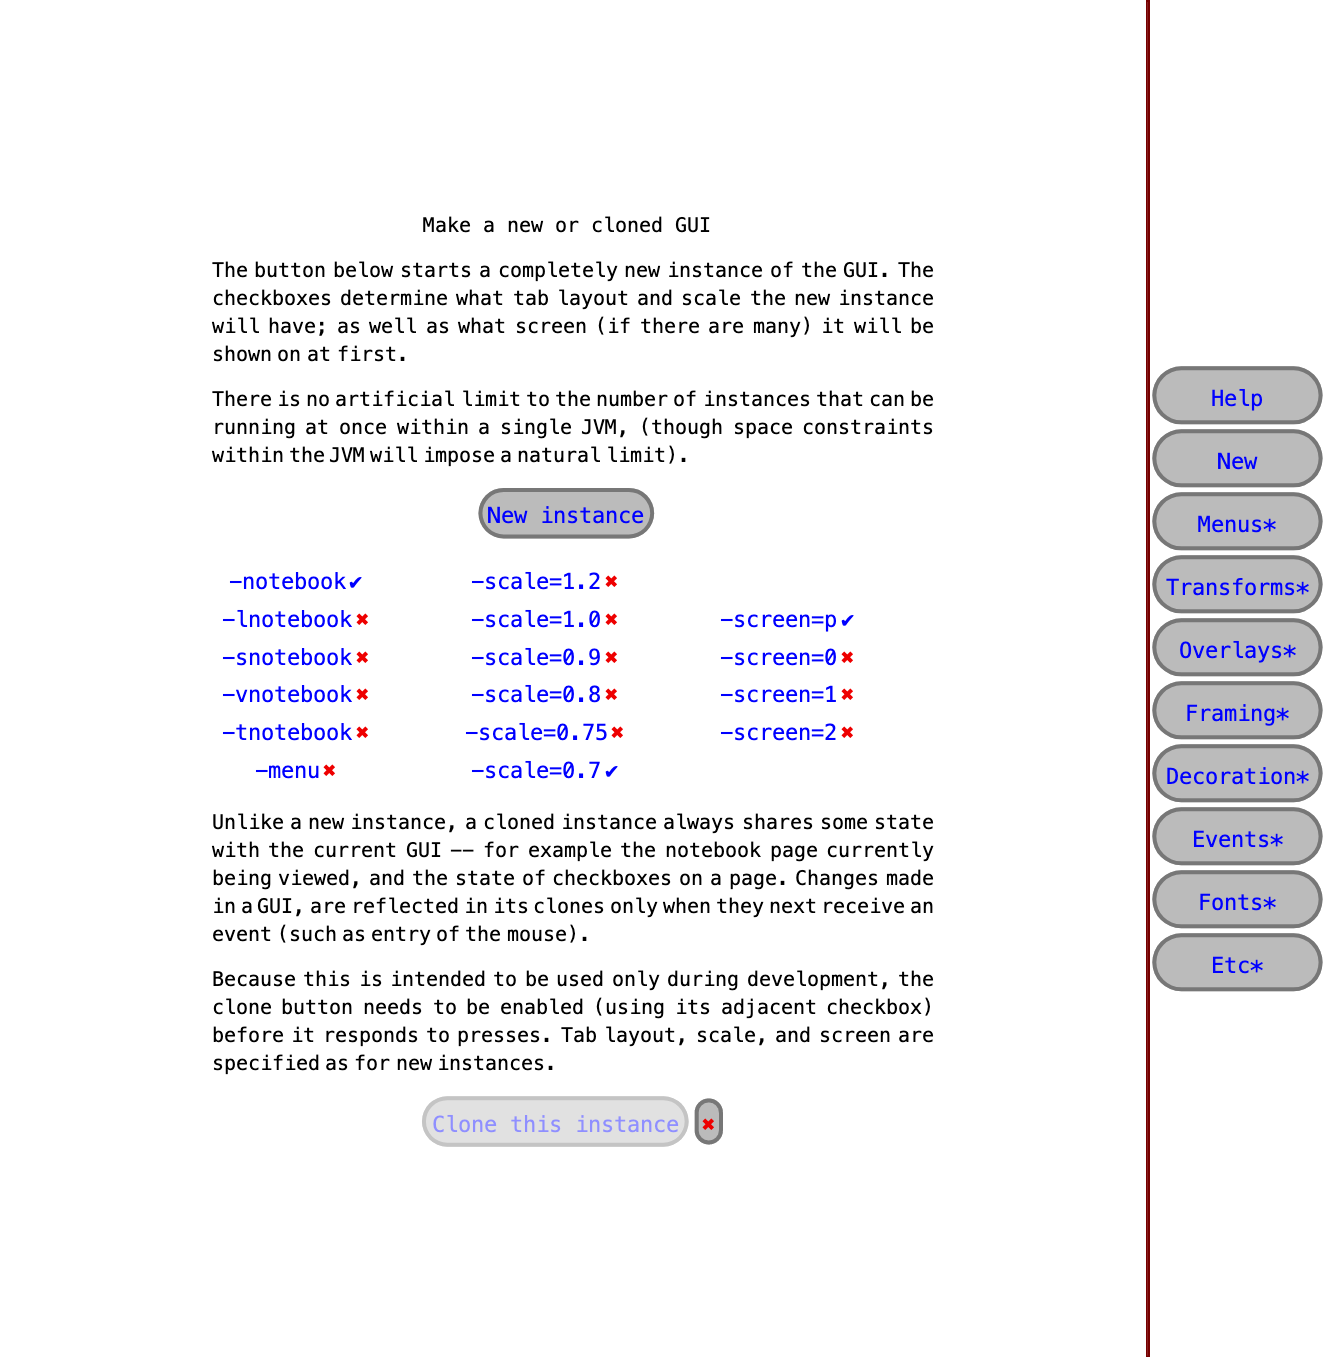 Make a new or cloned GUI
The button below starts a completely new instance of the GUI. The
checkboxes determine what tab layout and scale the new instance
will have; as well as what screen (if there are many) it will be
shown on at first.
There is no artificial limit to the number of instances that can be
running at once within a single JVM, (though space constraints
within the JVM will impose a natural limit).
New instance
-notebook✔ -scale=1.2✖
-lnotebook✖ -scale=1.0✖ -screen=p✔
-snotebook✖ -scale=0.9✖ -screen=0✖
-vnotebook✖ -scale=0.8✖ -screen=1✖
-tnotebook✖ -scale=0.75✖ -screen=2✖
-menu✖ -scale=0.7✔
Unlike a new instance, a cloned instance always shares some state
with the current GUI -- for example the notebook page currently
being viewed, and the state of checkboxes on a page. Changes made
in a GUI, are reflected in its clones only when they next receive an
event (such as entry of the mouse).
Because this is intended to be used only during development, the
clone button needs to be enabled (using its adjacent checkbox)
before it responds to presses. Tab layout, scale, and screen are
specified as for new instances.
Clone this instance ✖
Help
New
Menus*
Transforms*
Overlays*
Framing*
Decoration*
Events*
Fonts*
Etc*